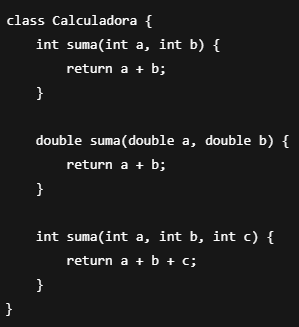 class Calculadora {
    int suma(int a, int b) {
        return a + b;
    }

    double suma(double a, double b) {
        return a + b;
    }

    int suma(int a, int b, int c) {
        return a + b + c;
    }
}